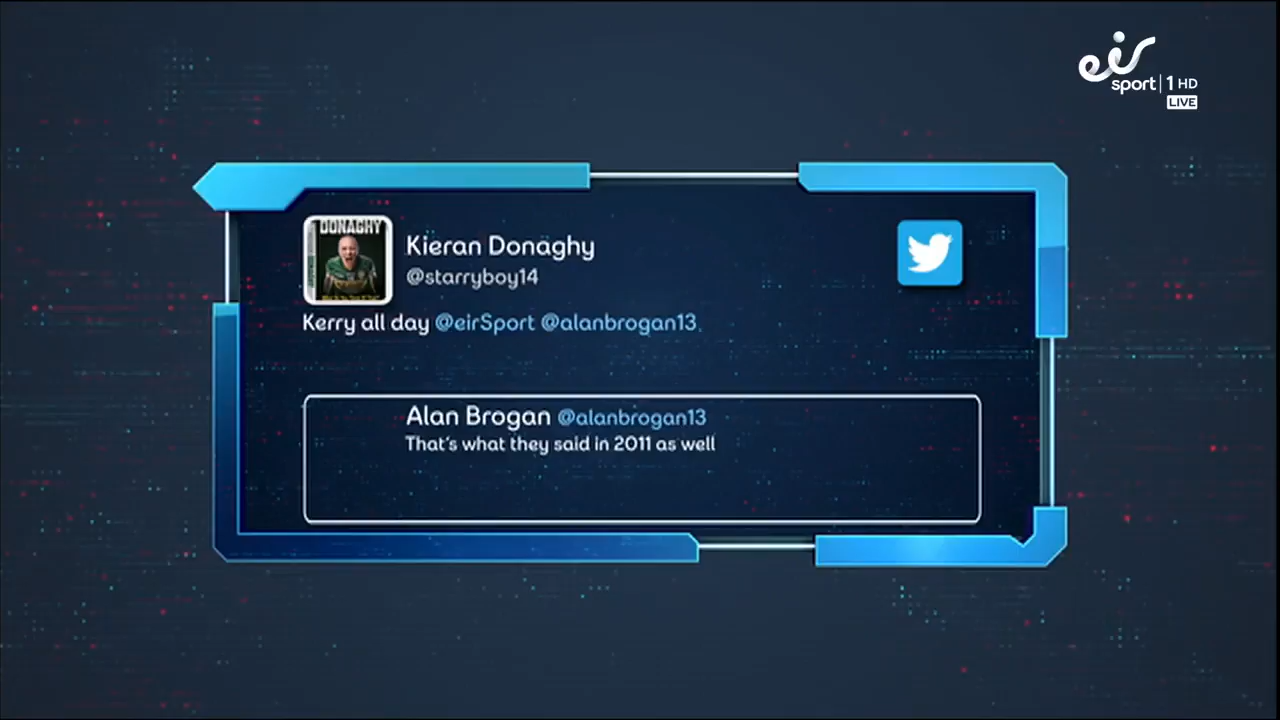 eir
sport | 1 HD
LIVE
DONAGHY
Kieran Donaghy
@starryboy14
Kerry all day @eirSport @alanbrogan13
Alan Brogan @alanbrogan13
That's what they said in 2011 as well